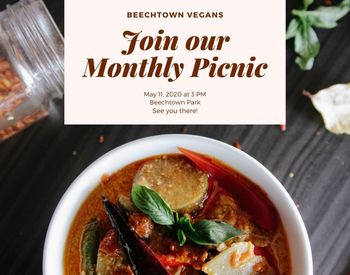 BEECHTOWN VEGANS
Join our
Monthly Picnic
May 11, 2020 at 3 PM
Beechtown Park
See you there!